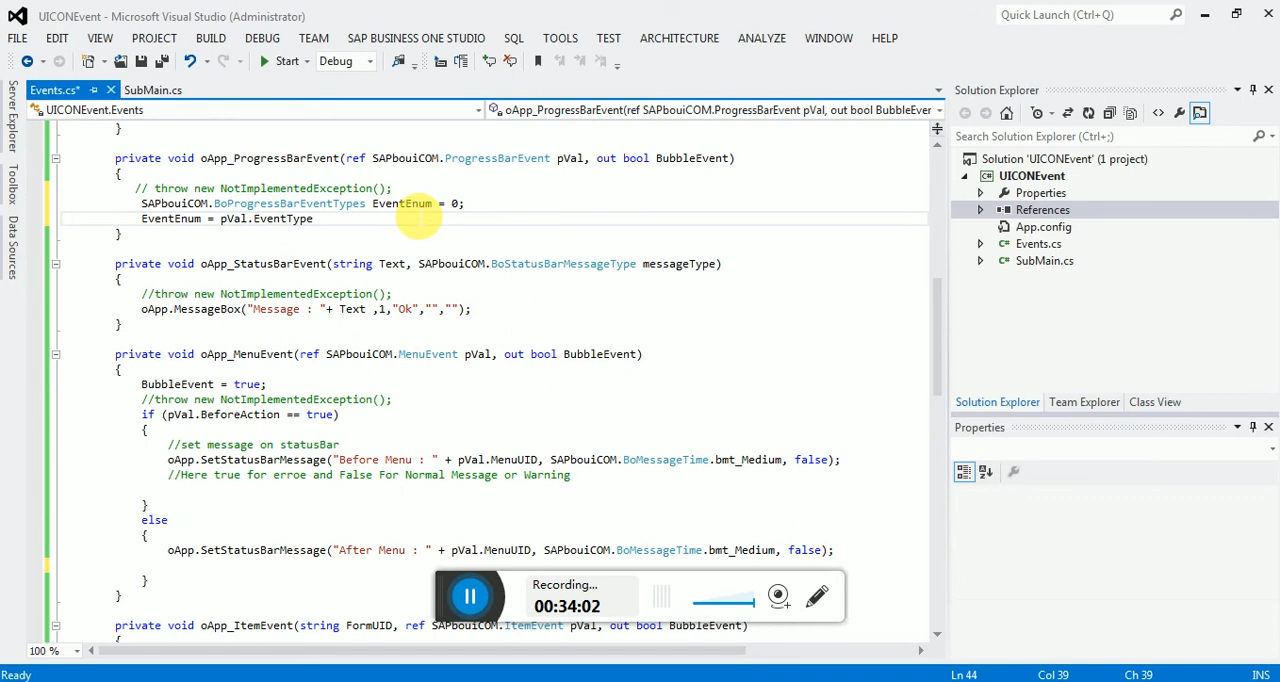 UICONEvent - Microsoft Visual Studio (Administrator)
Quick Launch (Ctrl+Q)
FILE EDIT VIEW PROJECT BUILD DEBUG TEAM SAP BUSINESS ONE STUDIO SQL TOOLS TEST ARCHITECTURE ANALYZE WINDOW HELP
Start Debug
Server Explorer
Toolbox
Data Sources
Events.cs* SubMain.cs
UICONEvent.Events oApp_ProgressBarEvent(ref SAPbouiCOM.ProgressBarEvent pVal, out bool BubbleEver
}
private void oApp_ProgressBarEvent(ref SAPbouiCOM.ProgressBarEvent pVal, out bool BubbleEvent)
{
// throw new NotImplementedException();
SAPbouiCOM.BoProgressBarEventTypes EventEnum = 0;
EventEnum = pVal.EventType
}
private void oApp_StatusBarEvent(string Text, SAPbouiCOM.BoStatusBarMessageType messageType)
{
//throw new NotImplementedException();
oApp.MessageBox("Message : "+ Text ,1,"Ok","","");
}
private void oApp_MenuEvent(ref SAPbouiCOM.MenuEvent pVal, out bool BubbleEvent)
{
BubbleEvent = true;
//throw new NotImplementedException();
if (pVal.BeforeAction == true)
{
//set message on statusBar
oApp.SetStatusBarMessage("Before Menu : " + pVal.MenuUID, SAPbouiCOM.BoMessageTime.bmt_Medium, false);
//Here true for erroe and False For Normal Message or Warning
}
else
{
oApp.SetStatusBarMessage("After Menu : " + pVal.MenuUID, SAPbouiCOM.BoMessageTime.bmt_Medium, false);
}
}
private void oApp_ItemEvent(string FormUID, ref SAPbouiCOM.ItemEvent pVal, out bool BubbleEvent)
{
100 %
Recording...
00:34:02
Solution Explorer
Search Solution Explorer (Ctrl+;)
Solution 'UICONEvent' (1 project)
UICONEvent
Properties
References
App.config
Events.cs
SubMain.cs
Solution Explorer Team Explorer Class View
Properties
Ready Ln 44 Col 39 Ch 39 INS